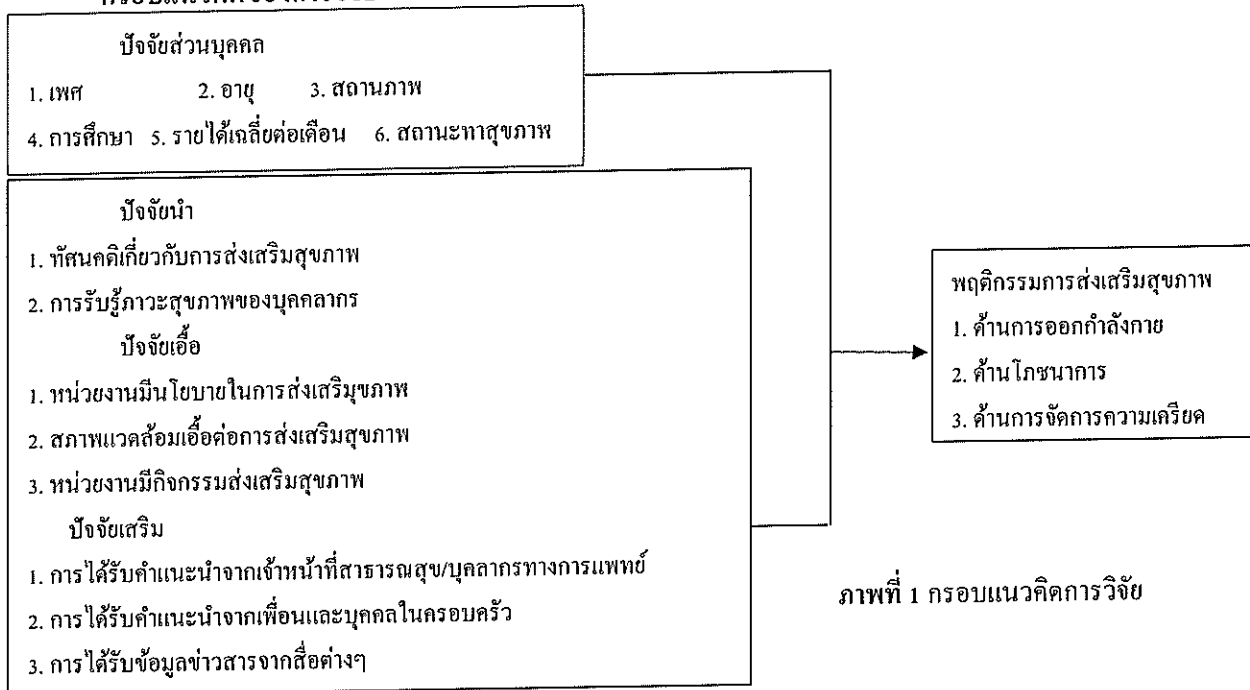 ปัจจัยส่วนบุคคล
1. เพศ 2. อายุ 3. สถานภาพ
4. การศึกษา 5. รายได้เฉลี่ยต่อเดือน 6. สถานะทาสุขภาพ
ปัจจัยนำ
1. ทัศนคติเกี่ยวกับการส่งเสริมสุขภาพ
2. การรับรู้ภาวะสุขภาพของบุคคลากร
ปัจจัยเอื้อ
1. หน่วยงานมีนโยบายในการส่งเสริมุขภาพ
2. สภาพแวดล้อมเอื้อต่อการส่งเสริมสุขภาพ
3. หน่วยงานมีกิจกรรมส่งเสริมสุขภาพ
ปัจจัยเสริม
1. การได้รับคำแนะนำจากเจ้าหน้าที่สาธารณสุข/บุคลากรทางการแพทย์
2. การได้รับคำแนะนำจากเพื่อนและบุคคลในครอบครัว
3. การได้รับข้อมูลข่าวสารจากสื่อต่างๆ
พฤติกรรมการส่งเสริมสุขภาพ
1. ด้านการออกกำลังกาย
2. ด้านโภชนาการ
3. ด้านการจัดการความเครียด
ภาพที่ 1 กรอบแนวคิดการวิจัย